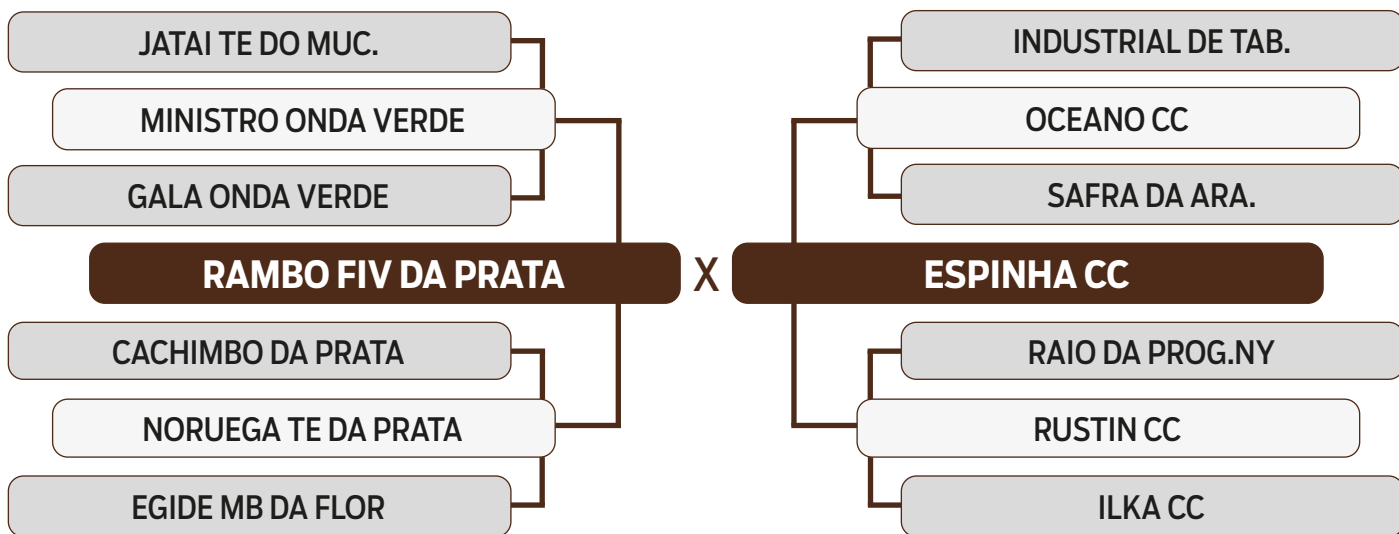 JATAI TE DO MUC.
MINISTRO ONDA VERDE
GALA ONDA VERDE
RAMBO FIV DA PRATA
CACHIMBO DA PRATA
NORUEGA TE DA PRATA
EGIDE MB DA FLOR
X
INDUSTRIAL DE TAB.
OCEANO CC
SAFRA DA ARA.
ESPINHA CC
RAIO DA PROG.NY
RUSTIN CC
ILKA CC